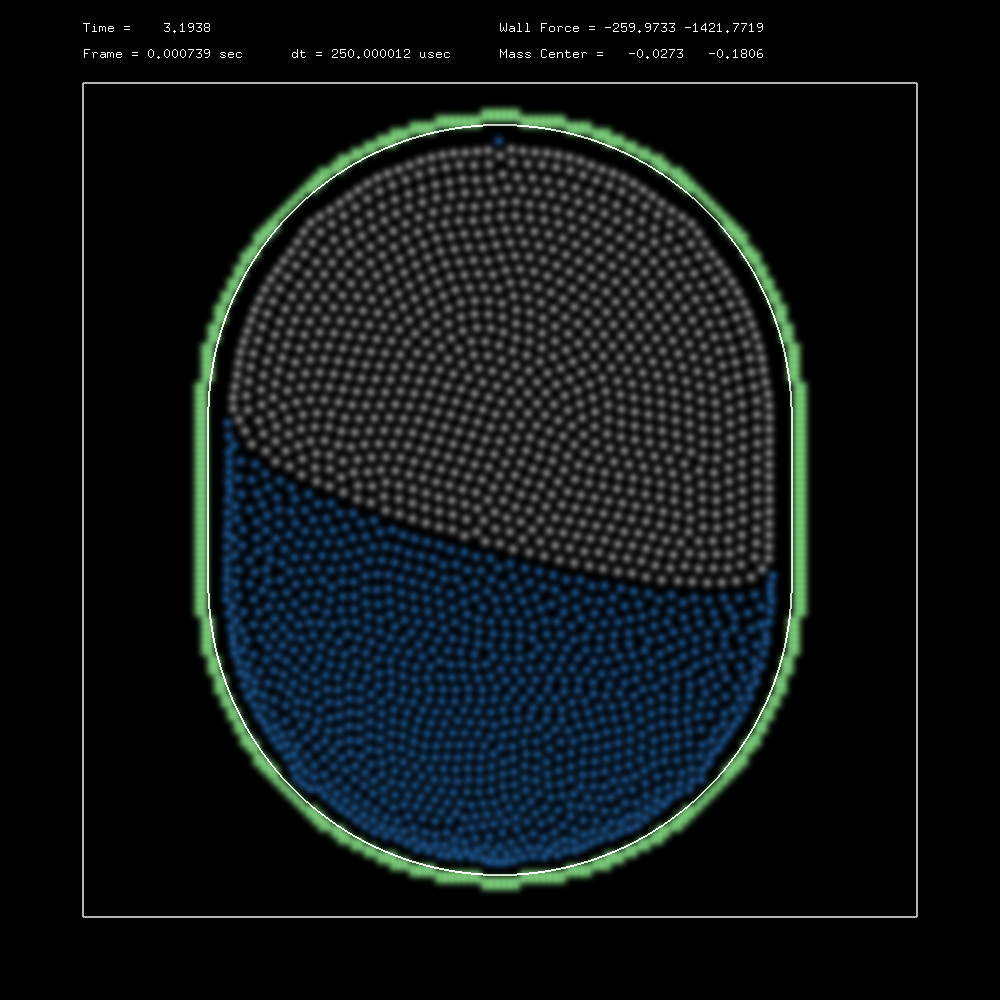 Time =    3.1938    Wall Force = -259.9733 -1421.7719
Frame = 0.000739 sec    dt = 250.000012 usec    Mass Center =   -0.0273   -0.1806